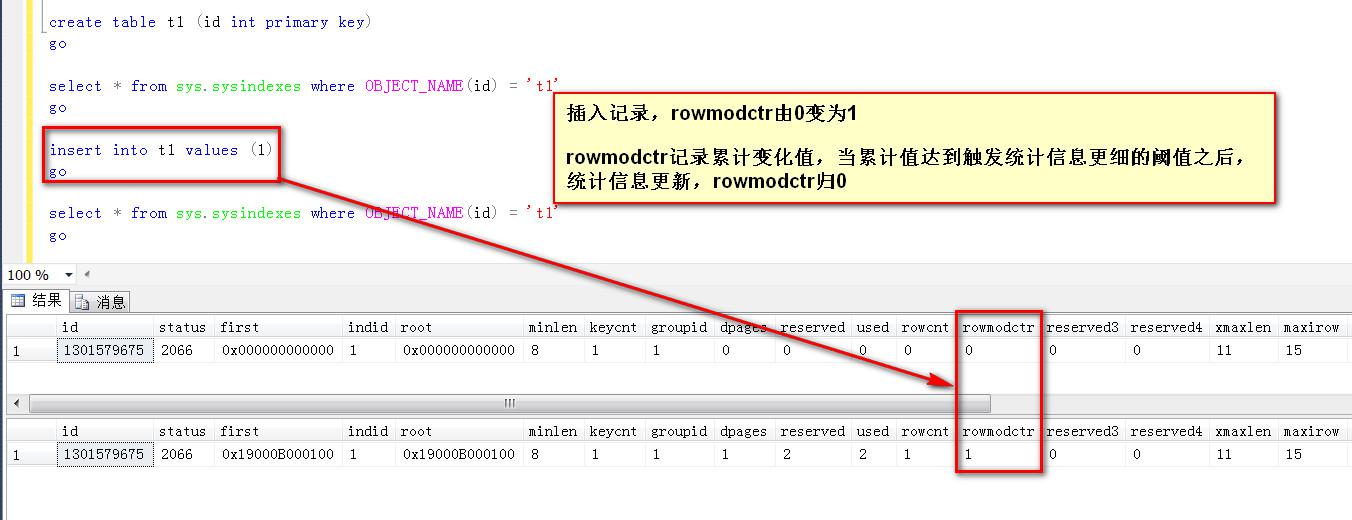 create table t1 (id int primary key)
go
select * from sys.sysindexes where OBJECT_NAME(id) = 't1'
go
insert into t1 values (1)
go
select * from sys.sysindexes where OBJECT_NAME(id) = 't1'
go
插入记录，rowmodctr由0变为1
rowmodctr记录累计变化值，当累计值达到触发统计信息更细的阈值之后，
统计信息更新，rowmodctr归0
100 %
结果 消息
id status first indid root minlen keycnt groupid dpages reserved used rowcnt rowmodctr reserved3 reserved4 xmaxlen maxirow
1 1301579675 2066 0x000000000000 1 0x000000000000 8 1 1 0 0 0 0 0 0 0 11 15
id status first indid root minlen keycnt groupid dpages reserved used rowcnt rowmodctr reserved3 reserved4 xmaxlen maxirow
1 1301579675 2066 0x19000B000100 1 0x19000B000100 8 1 1 1 2 2 1 1 0 0 11 15